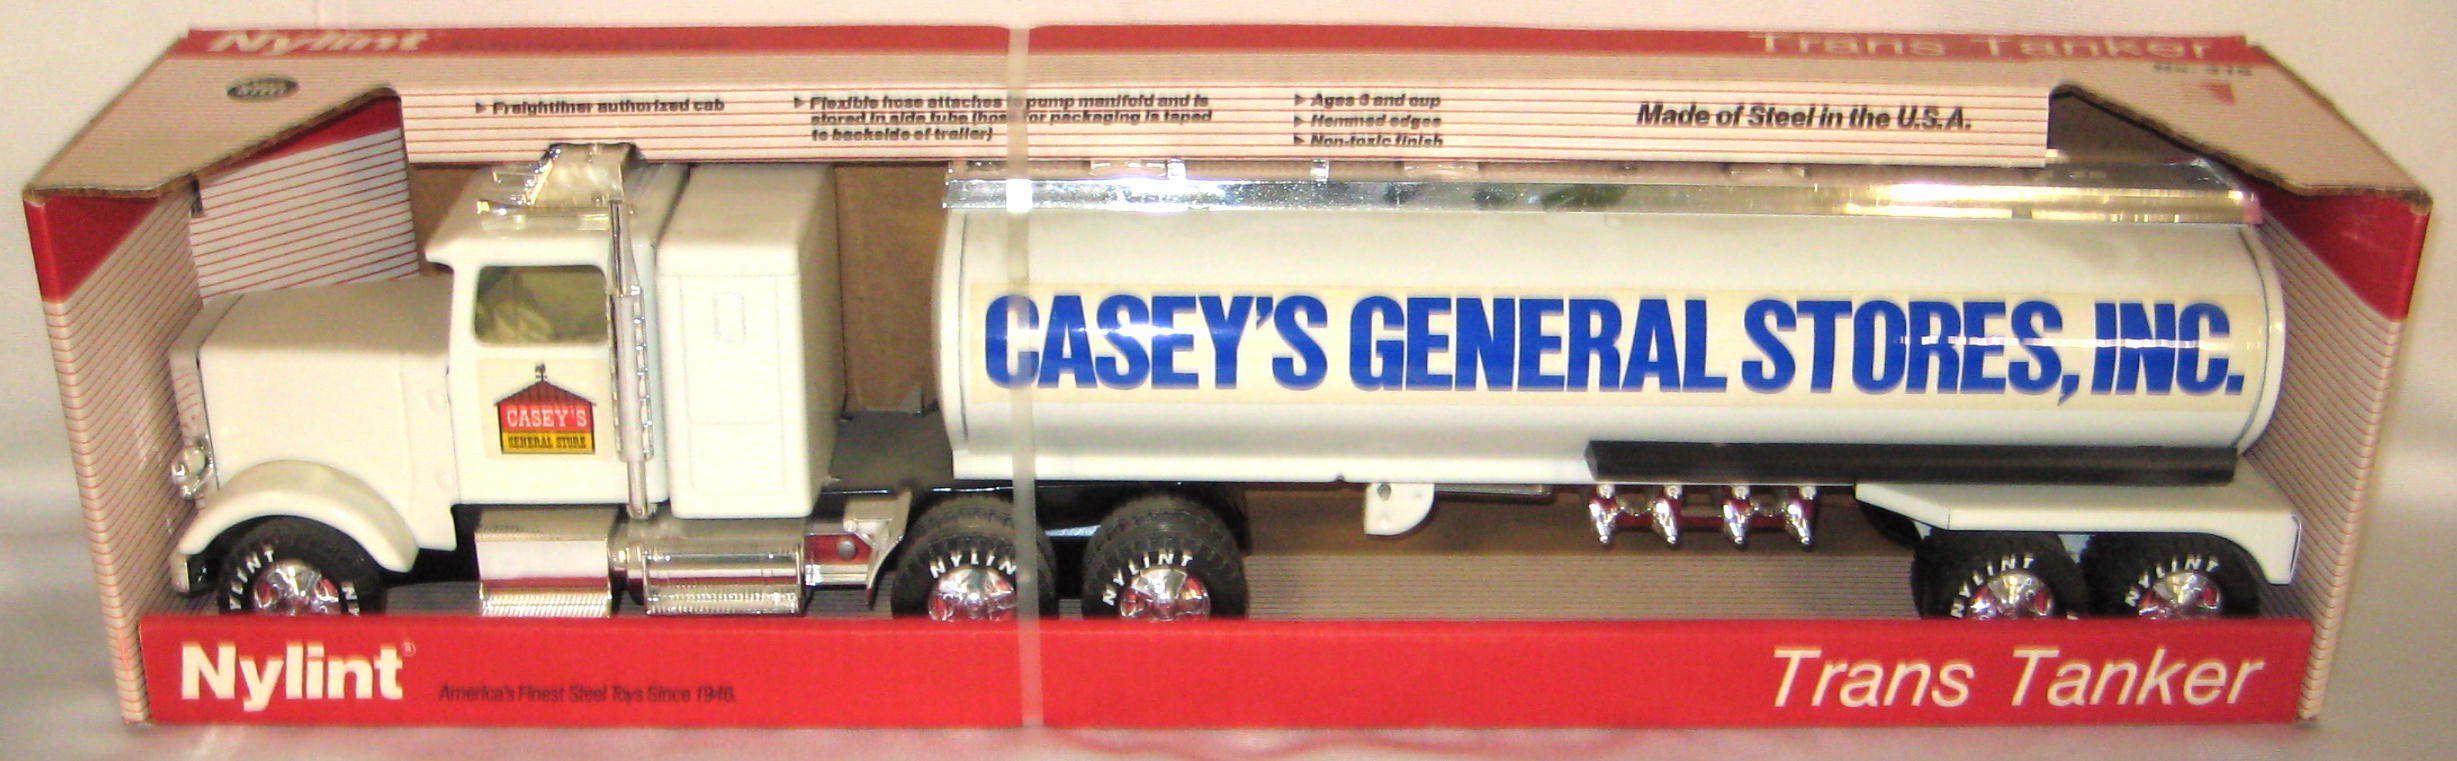 Nylint
Trans Tanker
▸ Freightliner authorized cab
▸ Flexible hose attaches pump manifold and is
stored in side tube (hose for packaging is taped
to backside of trailer)
▸ Ages 3 and oup
▸ Hemmed edges
▸ Non-toxic finish
Made of Steel in the U.S.A.
CASEY'S GENERAL STORES, INC.
CASEY'S
GENERAL STORE
NYLINT
NYLIN
NYLINT
NYLINT
NYLINT
Nylint®
America's Finest Steel Toys Since 1946.
Trans Tanker